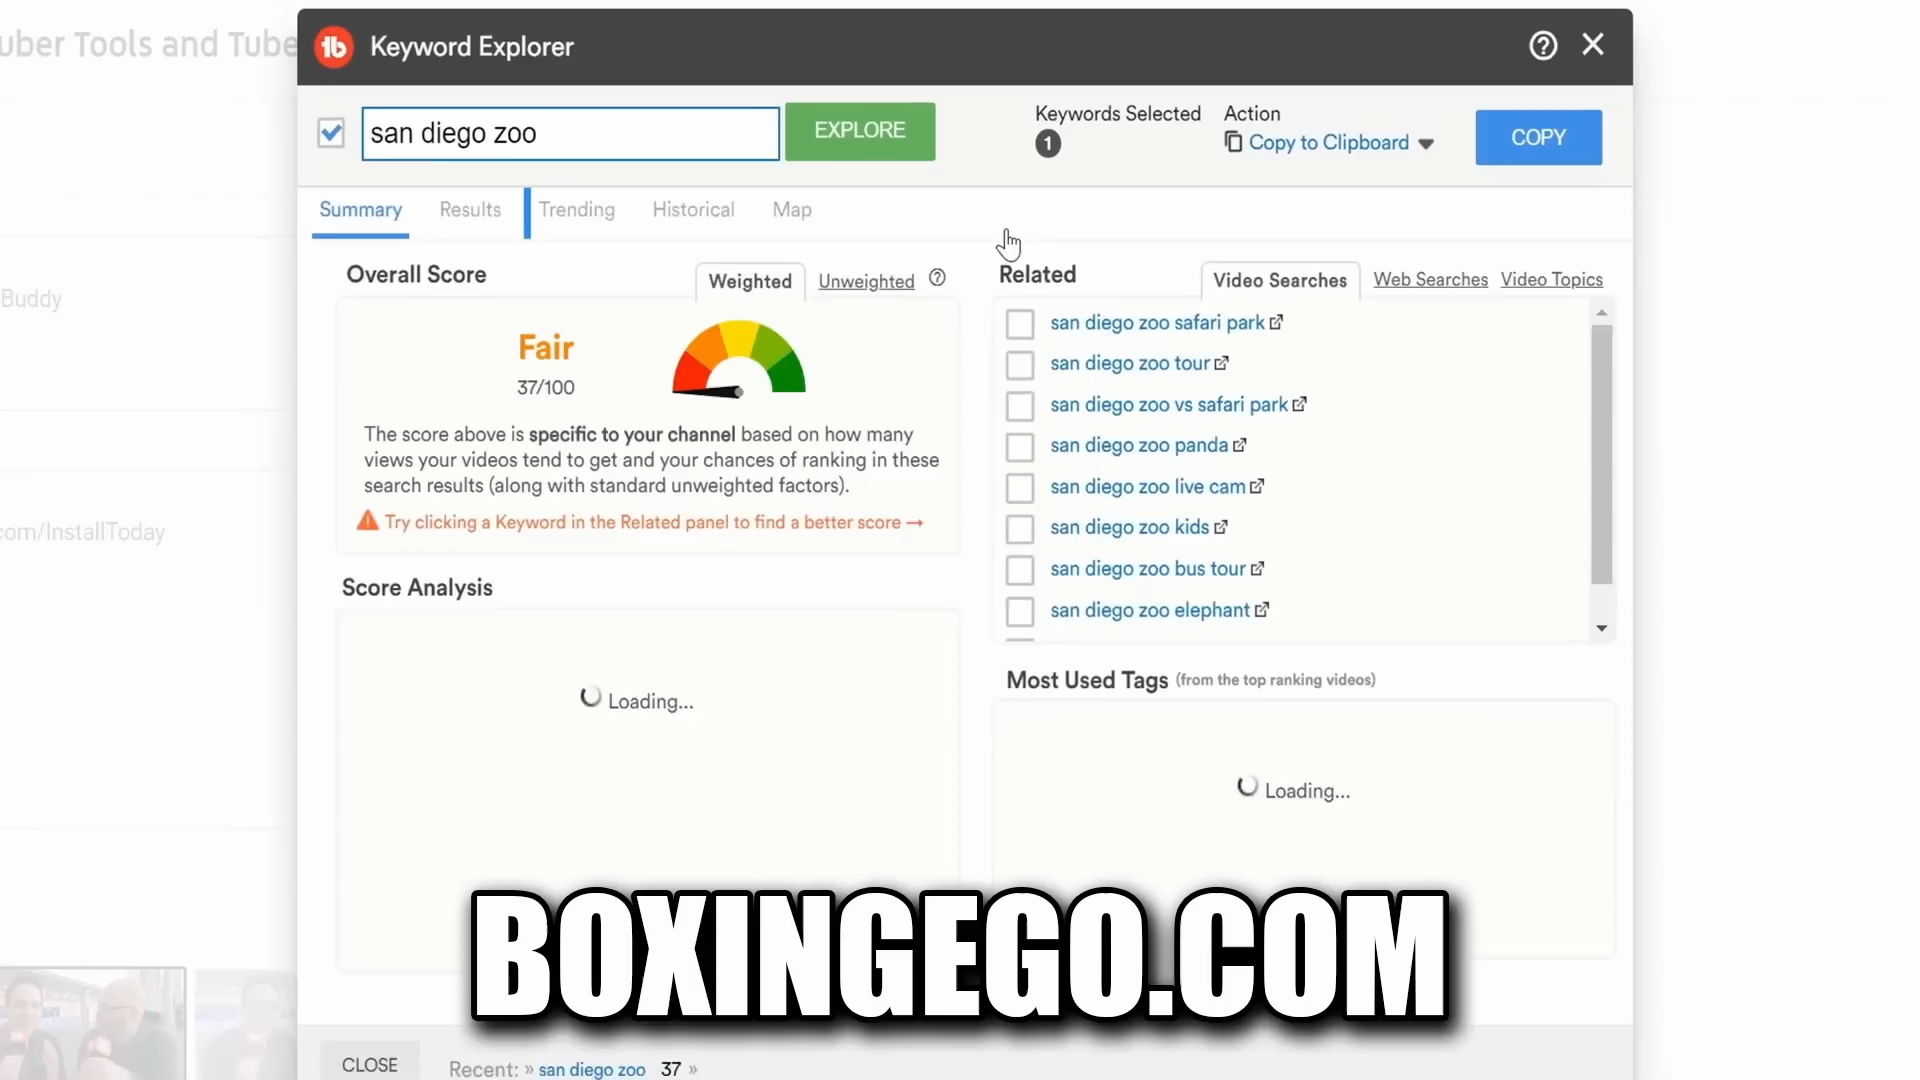 uber Tools and Tube
Keyword Explorer
san diego zoo
EXPLORE
Keywords Selected
1
Action
Copy to Clipboard
COPY
Summary
Results
Trending
Historical
Map
Overall Score
Weighted
Unweighted
Fair
37/100
The score above is specific to your channel based on how many
views your videos tend to get and your chances of ranking in these
search results (along with standard unweighted factors).
Try clicking a Keyword in the Related panel to find a better score →
Related
Video Searches
Web Searches
Video Topics
san diego zoo safari park
san diego zoo tour
san diego zoo vs safari park
san diego zoo panda
san diego zoo live cam
san diego zoo kids
san diego zoo bus tour
san diego zoo elephant
Buddy
com/InstallToday
Score Analysis
Loading...
Most Used Tags (from the top ranking videos)
Loading...
BOXINGEGO.COM
CLOSE
Recent: » san diego zoo 37 »